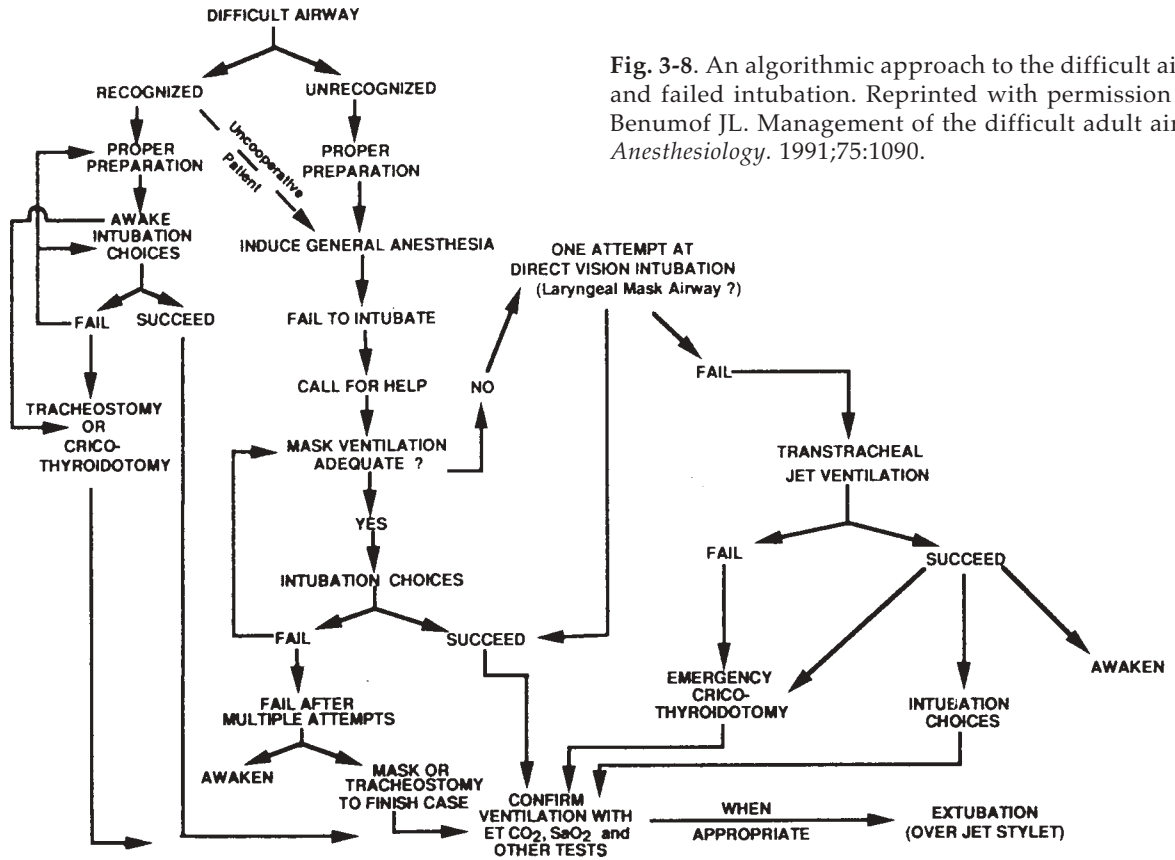 DIFFICULT AIRWAY
Fig. 3-8. An algorithmic approach to the difficult
and failed intubation. Reprinted with permission
Benumof JL. Management of the difficult adult
Anesthesiology. 1991;75:1090.
RECOGNIZED
UNRECOGNIZED
Uncooperative
Patient
PROPER
PREPARATION
PROPER
PREPARATION
AWAKE
INTUBATION
CHOICES
INDUCE GENERAL ANESTHESIA
ONE ATTEMPT AT
DIRECT VISION INTUBATION
(Laryngeal Mask Airway ?)
FAIL
SUCCEED
FAIL TO INTUBATE
CALL FOR HELP
NO
FAIL
TRACHEOSTOMY
OR
CRICO-
THYROIDOTOMY
MASK VENTILATION
ADEQUATE ?
TRANSTRACHEAL
JET VENTILATION
YES
INTUBATION CHOICES
FAIL
SUCCEED
FAIL
SUCCEED
AWAKEN
EMERGENCY
CRICO-
THYROIDOTOMY
INTUBATION
CHOICES
FAIL AFTER
MULTIPLE ATTEMPTS
AWAKEN
MASK OR
TRACHEOSTOMY
TO FINISH CASE
CONFIRM
VENTILATION WITH
ET CO₂, SaO₂ and
OTHER TESTS
WHEN
APPROPRIATE
EXTUBATION
(OVER JET STYLET)